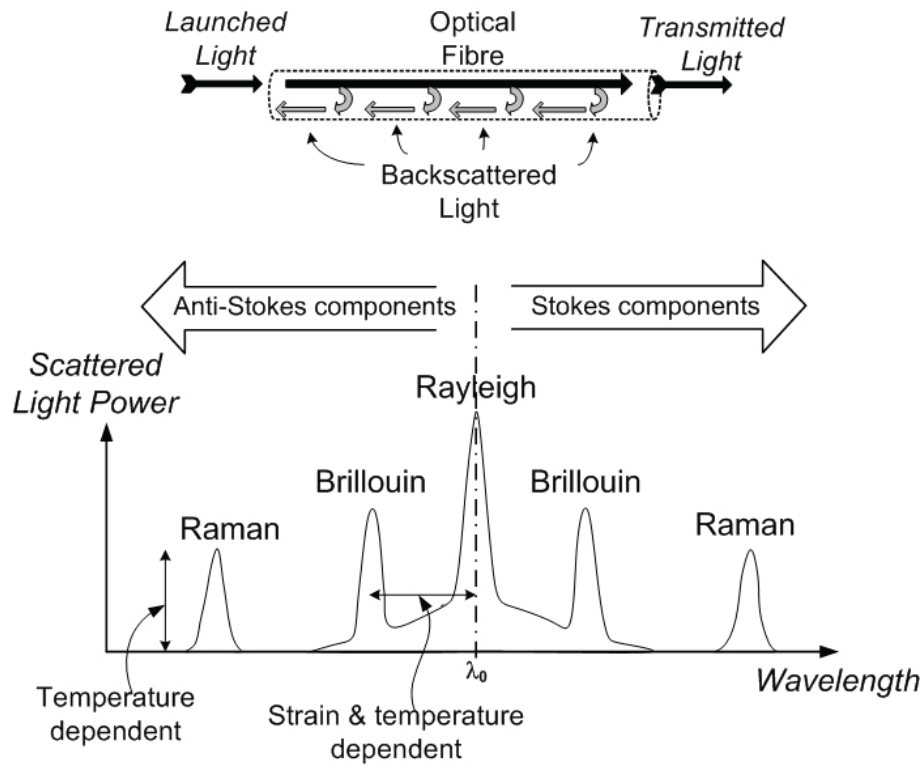 Launched
Light
Optical
Fibre
Transmitted
Light
Backscattered
Light
Anti-Stokes components
Stokes components
Scattered
Light Power
Rayleigh
Brillouin
Brillouin
Raman
Raman
λ₀
Wavelength
Temperature
dependent
Strain & temperature
dependent